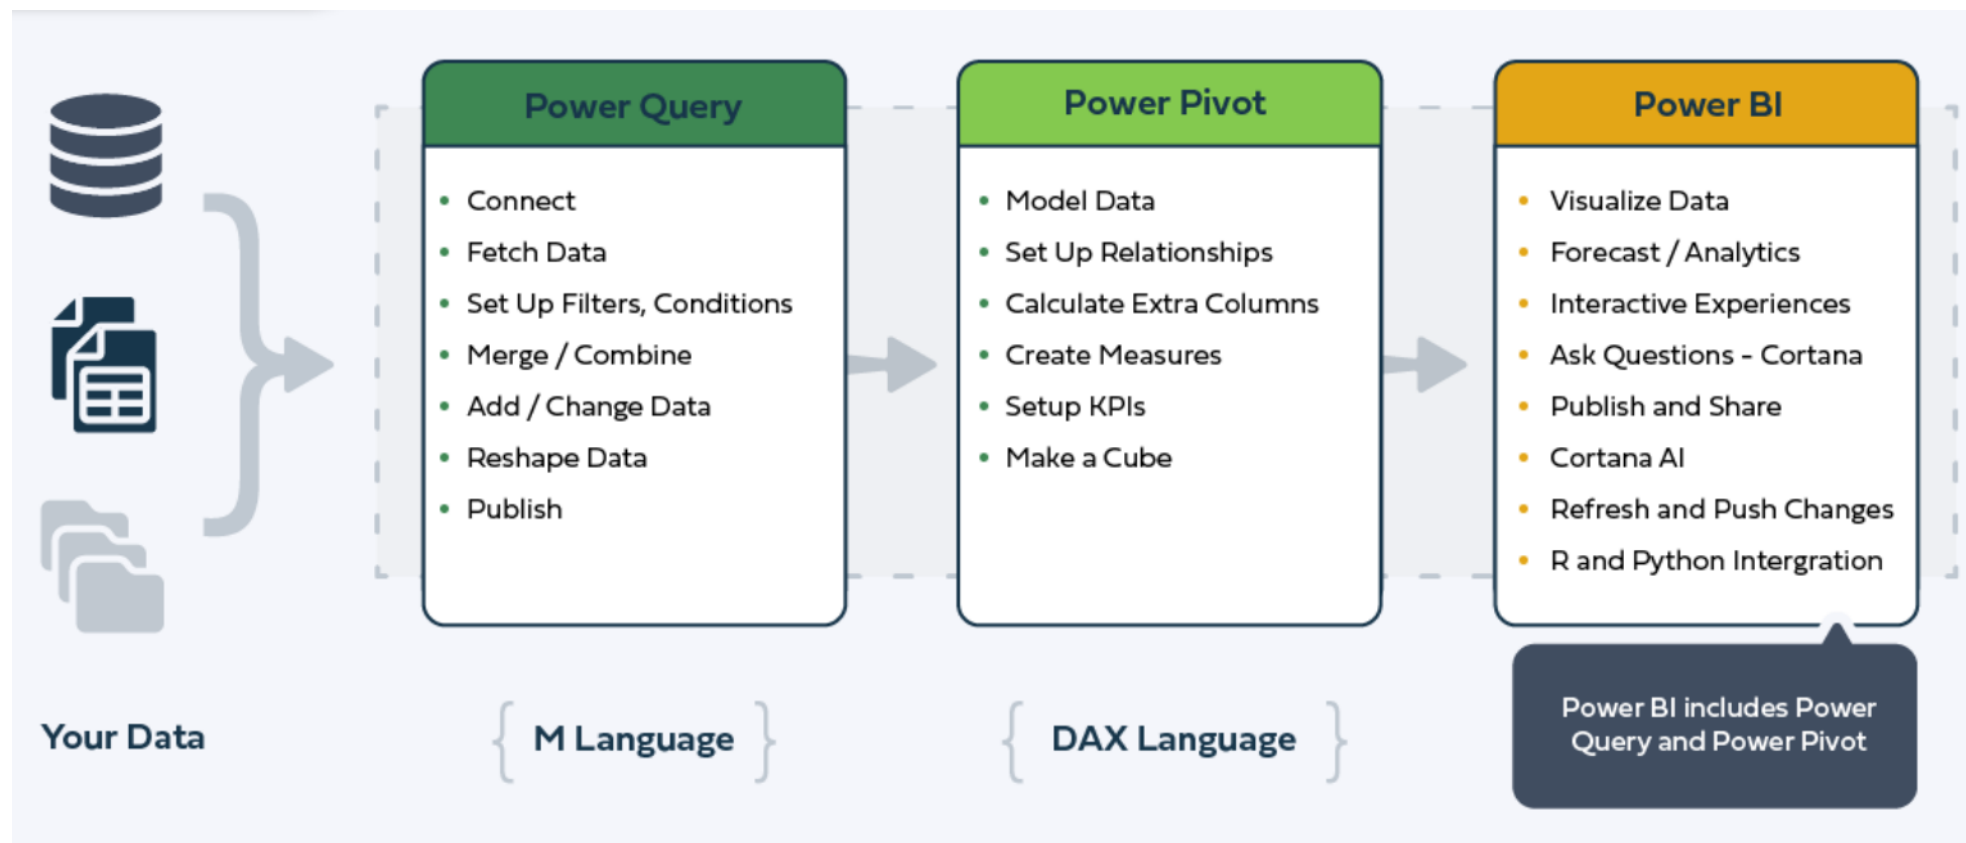 Power Query
Connect
Fetch Data
Set Up Filters, Conditions
Merge / Combine
Add / Change Data
Reshape Data
Publish
Power Pivot
Model Data
Set Up Relationships
Calculate Extra Columns
Create Measures
Setup KPIs
Make a Cube
Power BI
Visualize Data
Forecast / Analytics
Interactive Experiences
Ask Questions - Cortana
Publish and Share
Cortana AI
Refresh and Push Changes
R and Python Intergration
Your Data
M Language
DAX Language
Power BI includes Power
Query and Power Pivot